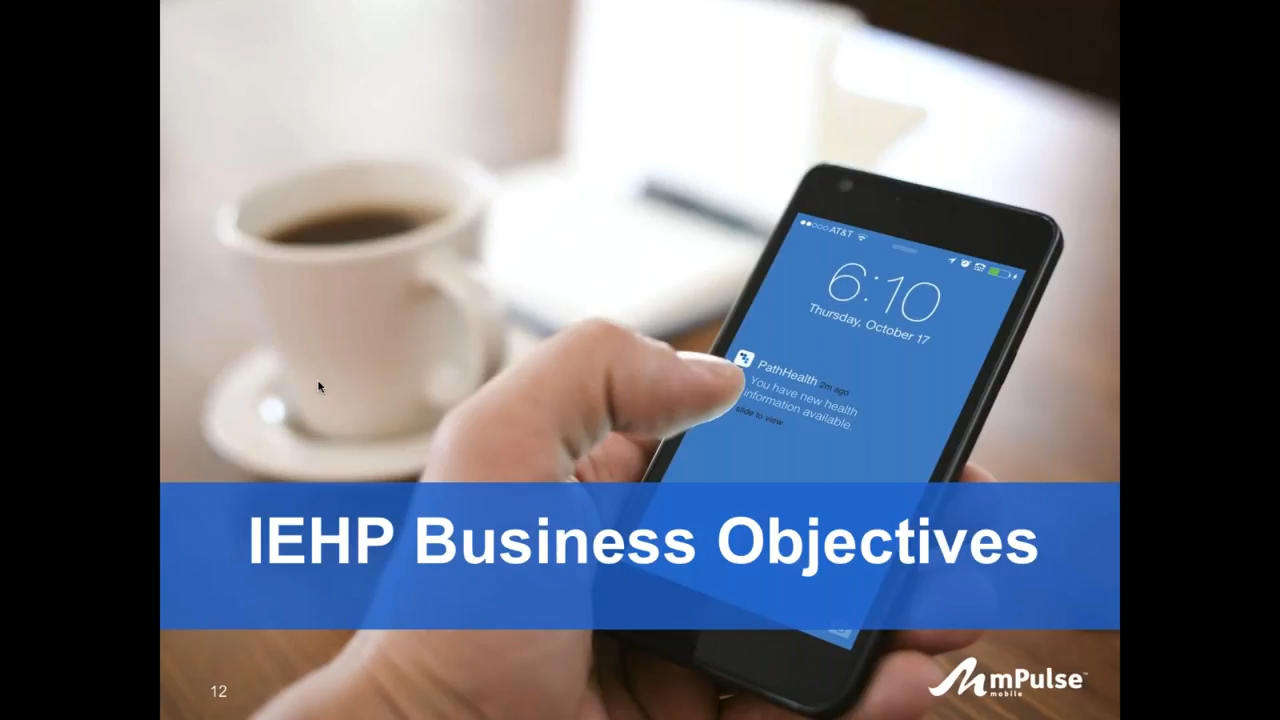 AT&T
6:10
Thursday, October 17
PathHealth 2m ago
You have new health
information available.
slide to view
IEHP Business Objectives
12
mPulse™
mobile